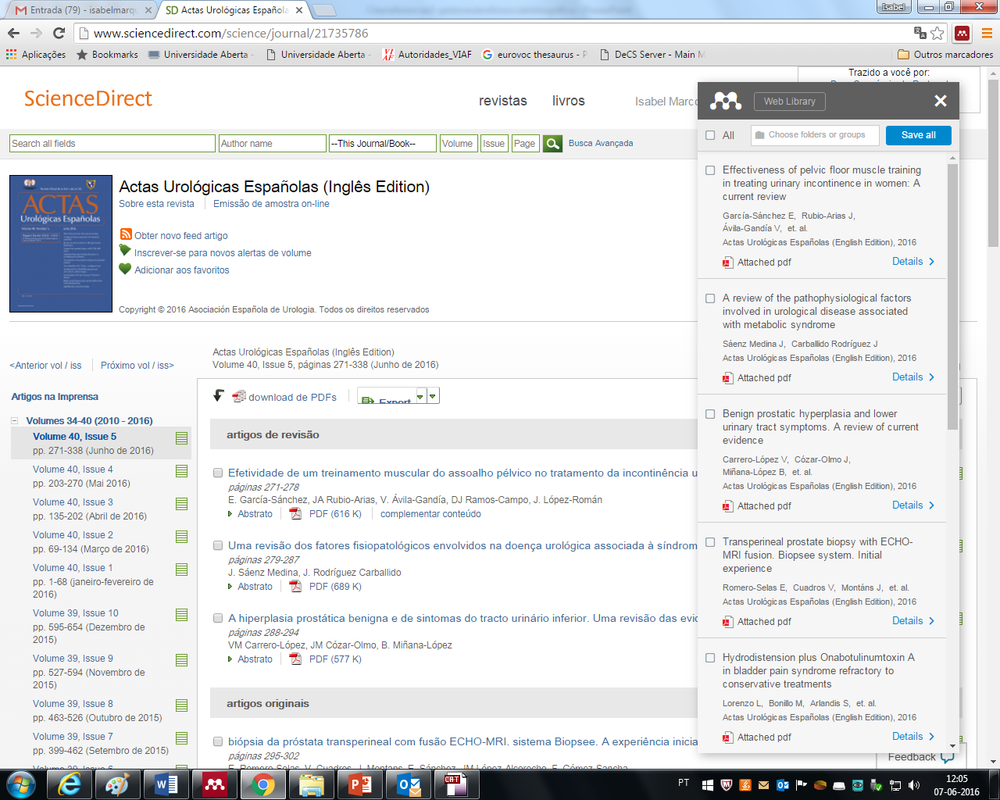 Entrada (79) - isabelmarqu
SD Actas Urológicas Española
Isabel
www.sciencedirect.com/science/journal/21735786
Aplicações
Bookmarks
Universidade Aberta
Universidade Aberta
Autoridades_VIAF
eurovoc thesaurus - P
DeCS Server - Main M
Outros marcadores
Trazido a você por:
ScienceDirect
revistas
livros
Isabel Marco
Search all fields
Author name
--This Journal/Book--
Volume
Issue
Page
Busca Avançada
ACTAS
Urológicas Españolas
Actas Urológicas Españolas (Inglês Edition)
Sobre esta revista
Emissão de amostra on-line
Obter novo feed artigo
Inscrever-se para novos alertas de volume
Adicionar aos favoritos
Copyright © 2016 Asociación Española de Urologia. Todos os direitos reservados
<Anterior vol / iss
Próximo vol / iss>
Actas Urológicas Españolas (Inglês Edition)
Volume 40, Issue 5, páginas 271-338 (Junho de 2016)
Artigos na Imprensa
Volumes 34-40 (2010 - 2016)
Volume 40, Issue 5
pp. 271-338 (Junho de 2016)
Volume 40, Issue 4
pp. 203-270 (Mai 2016)
Volume 40, Issue 3
pp. 135-202 (Abril de 2016)
Volume 40, Issue 2
pp. 69-134 (Março de 2016)
Volume 40, Issue 1
pp. 1-68 (janeiro-fevereiro de
2016)
Volume 39, Issue 10
pp. 595-654 (Dezembro de
2015)
Volume 39, Issue 9
pp. 527-594 (Novembro de
2015)
Volume 39, Issue 8
pp. 463-526 (Outubro de 2015)
Volume 39, Issue 7
pp. 399-462 (Setembro de 2015)
Volume 39, Issue 6
download de PDFs
Export
artigos de revisão
Efetividade de um treinamento muscular do assoalho pélvico no tratamento da incontinência u
páginas 271-278
E. García-Sánchez, JA Rubio-Arias, V. Ávila-Gandía, DJ Ramos-Campo, J. López-Román
Abstrato
PDF (616 K)
complementar conteúdo
Uma revisão dos fatores fisiopatológicos envolvidos na doença urológica associada à síndrom
páginas 279-287
J. Sáenz Medina, J. Rodríguez Carballido
Abstrato
PDF (689 K)
A hiperplasia prostática benigna e de sintomas do tracto urinário inferior. Uma revisão das evi
páginas 288-294
VM Carrero-López, JM Cózar-Olmo, B. Miñana-López
Abstrato
PDF (577 K)
artigos originais
biópsia da próstata transperineal com fusão ECHO-MRI. sistema Biopsee. A experiência inicia
páginas 295-302
E. Romero-Selas, V. Cuadros, J. Montans, E. Sánchez, JM López-Alcorocho, F. Gómez-Sancha
Web Library
All
Choose folders or groups
Save all
Effectiveness of pelvic floor muscle training
in treating urinary incontinence in women: A
current review
García-Sánchez E, Rubio-Arias J,
Ávila-Gandía V, et. al.
Actas Urológicas Españolas (English Edition), 2016
Attached pdf
Details
A review of the pathophysiological factors
involved in urological disease associated
with metabolic syndrome
Sáenz Medina J, Carballido Rodríguez J
Actas Urológicas Españolas (English Edition), 2016
Attached pdf
Details
Benign prostatic hyperplasia and lower
urinary tract symptoms. A review of current
evidence
Carrero-López V, Cózar-Olmo J,
Miñana-López B, et. al.
Actas Urológicas Españolas (English Edition), 2016
Attached pdf
Details
Transperineal prostate biopsy with ECHO-
MRI fusion. Biopsee system. Initial
experience
Romero-Selas E, Cuadros V, Montáns J, et. al.
Actas Urológicas Españolas (English Edition), 2016
Attached pdf
Details
Hydrodistension plus Onabotulinumtoxin A
in bladder pain syndrome refractory to
conservative treatments
Lorenzo L, Bonillo M, Arlandis S, et. al.
Actas Urológicas Españolas (English Edition), 2016
Attached pdf
Details
Feedback
PT
12:05
07-06-2016